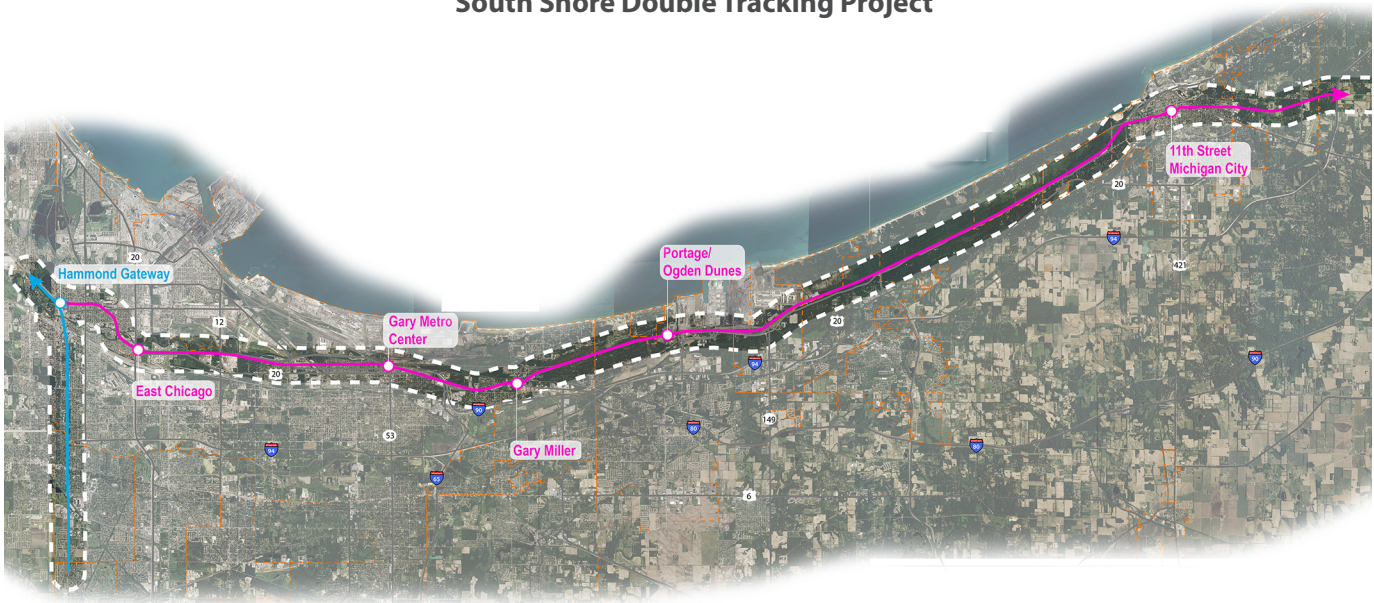 South Shore Double Tracking Project
11th Street
Michigan City
20
94
421
Portage/
Ogden Dunes
20
Hammond Gateway
12
Gary Metro
Center
20
90
94
East Chicago
20
90
149
80
53
94
Gary Miller
80
65
6